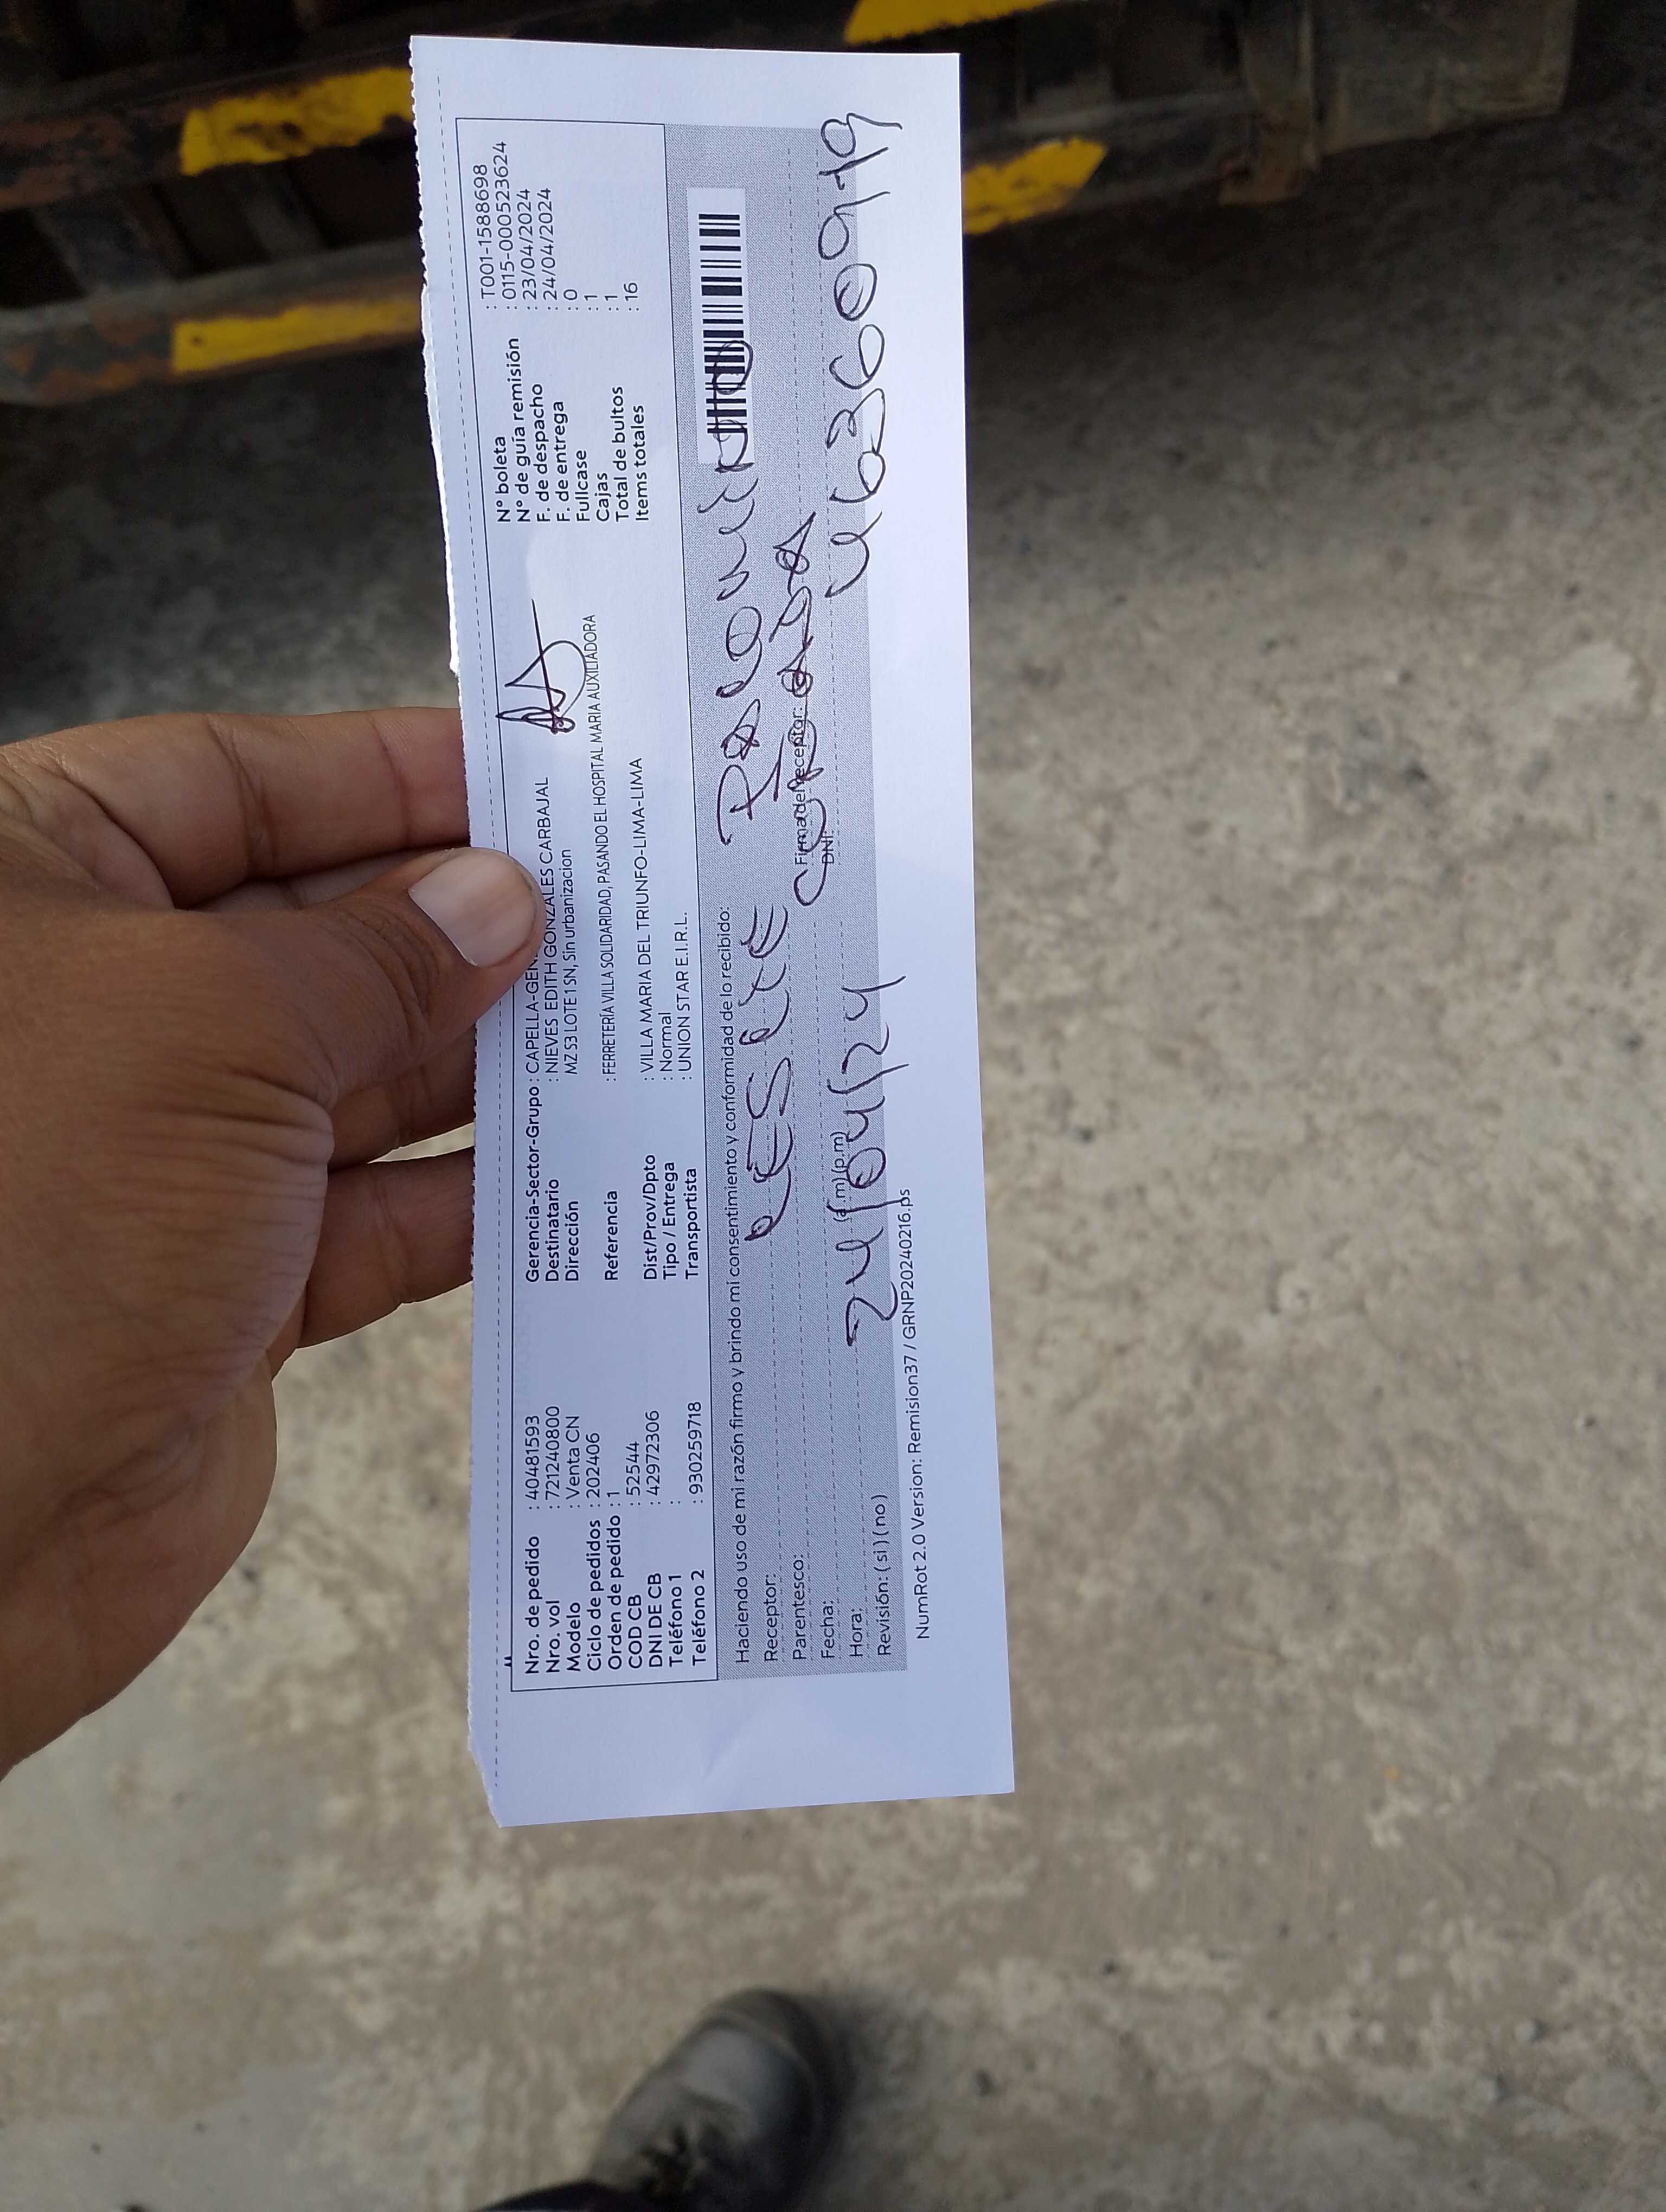 Nro. de pedido : 40481593
Nro. vol : 721240800
Modelo : Venta CN
Ciclo de pedidos : 202406
Orden de pedido : 1
COD CB : 52544
DNI DE CB : 42972306
Teléfono 1 :
Teléfono 2 : 930259718
Gerencia-Sector-Grupo : CAPELLA-GEN
Destinatario : NIEVES EDITH GONZALES CARBAJAL
Dirección MZ S3 LOTE 1 SN, Sin urbanizacion
Referencia : FERRETERÍA VILLA SOLIDARIDAD, PASANDO EL HOSPITAL MARIA AUXILIADORA
Dist/Prov/Dpto : VILLA MARIA DEL TRIUNFO-LIMA-LIMA
Tipo / Entrega : Normal
Transportista : UNION STAR E.I.R.L.
N° boleta : T001-1588698
N° de guía remisión : 0115-000523624
F. de despacho : 23/04/2024
F. de entrega : 24/04/2024
Fullcase : 0
Cajas : 1
Total de bultos : 1
Items totales : 16
Haciendo uso de mi razón firmo y brindo mi consentimiento y conformidad de lo recibido:
Receptor:
Parentesco:
Firma del receptor:
Fecha: 24/04/24
DNI: 46360979
Hora: (a.m) (p.m)
Revisión: ( si ) ( no )
NumRot 2.0 Version: Remision37 / GRNP20240216.ps